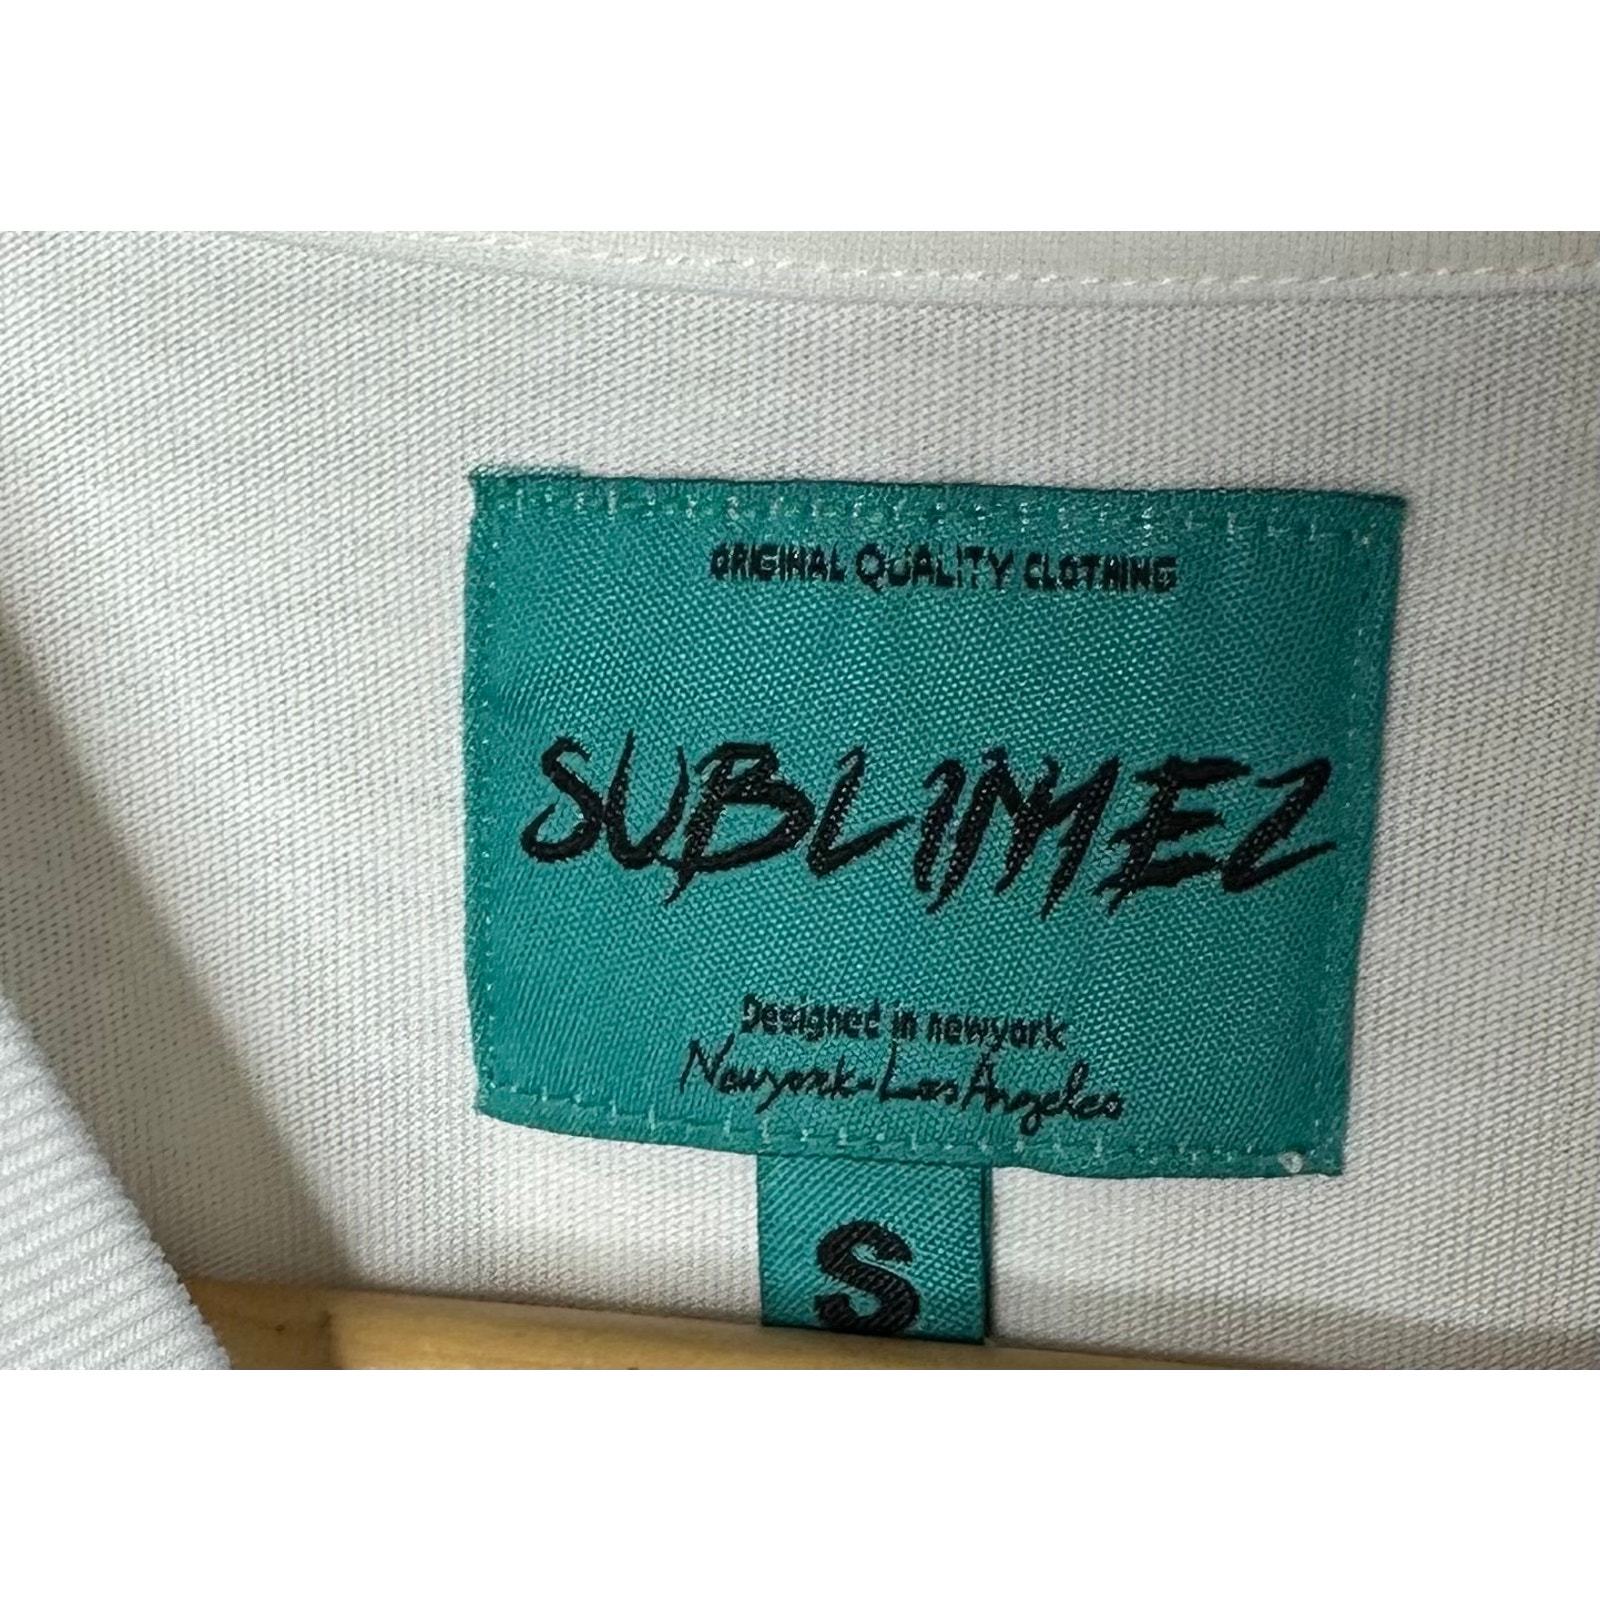 ORIGINAL QUALITY CLOTHING
SUBLIMEZ
Designed in newyork
Newyork-Los Angeles
S